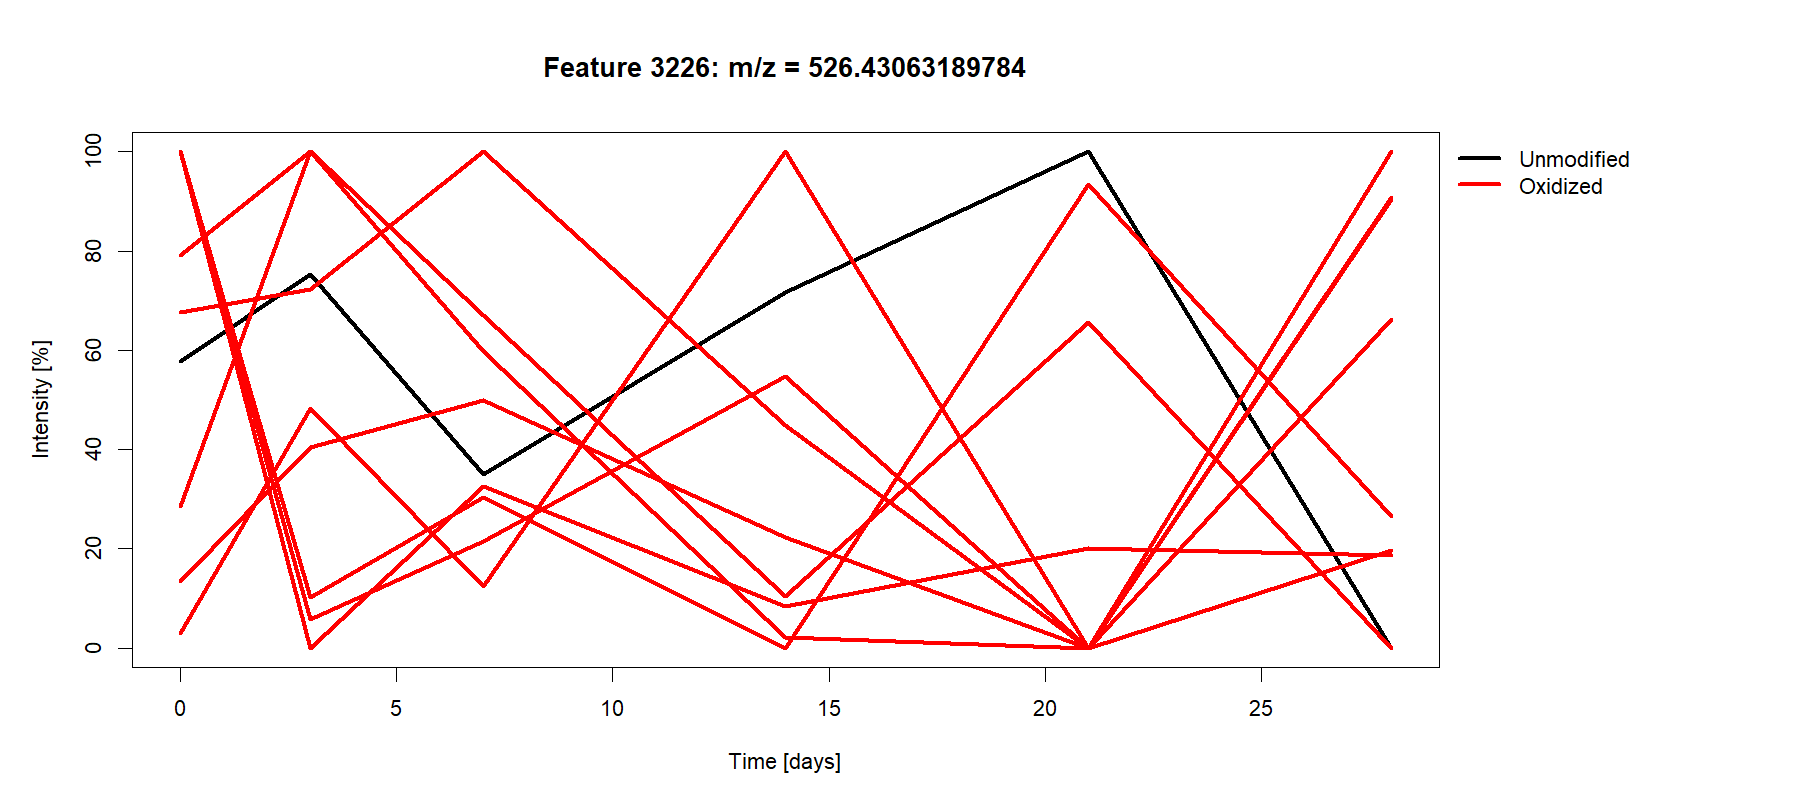 Feature 3226: m/z = 526.43063189784
Unmodified
Oxidized
100
80
60
40
20
0
Intensity [%]
0 5 10 15 20 25
Time [days]